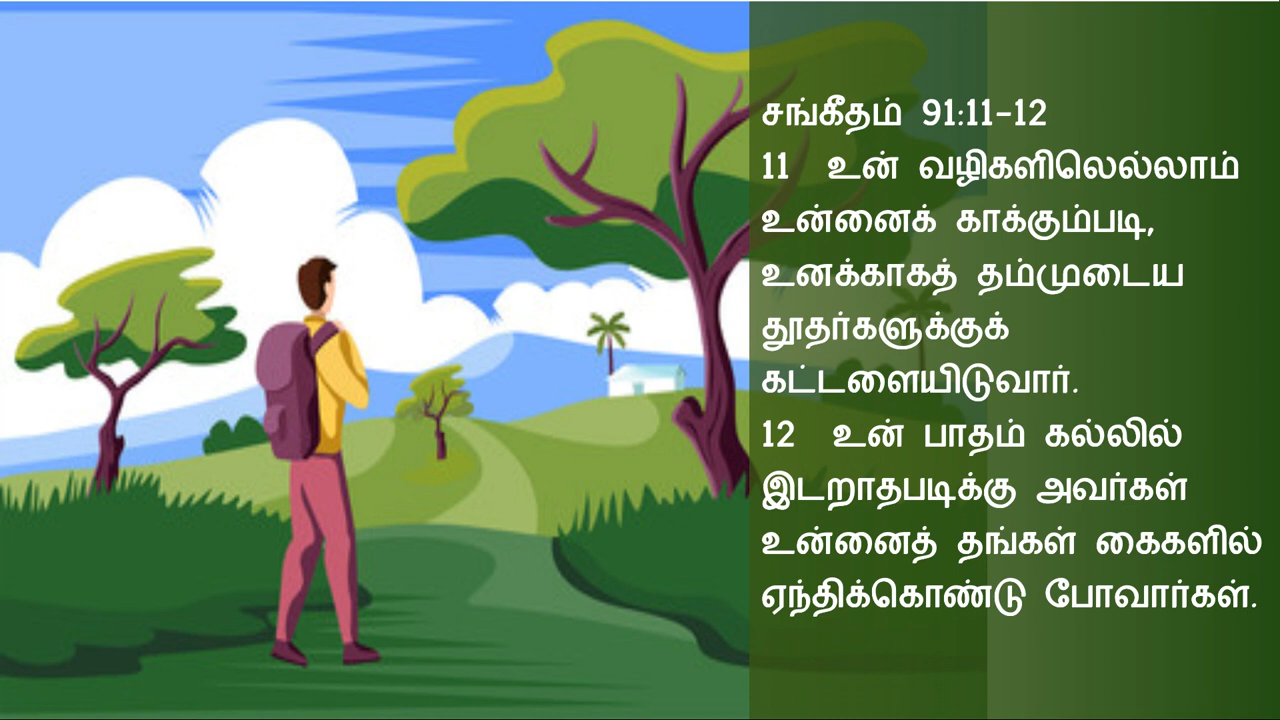 சங்கீதம் 91:11-12
11 உன் வழிகளிலெல்லாம்
உன்னைக் காக்கும்படி,
உனக்காகத் தம்முடைய
தூதர்களுக்குக்
கட்டளையிடுவார்.
12 உன் பாதம் கல்லில்
இடறாதபடிக்கு அவர்கள்
உன்னைத் தங்கள் கைகளில்
ஏந்திக்கொண்டு போவார்கள்.